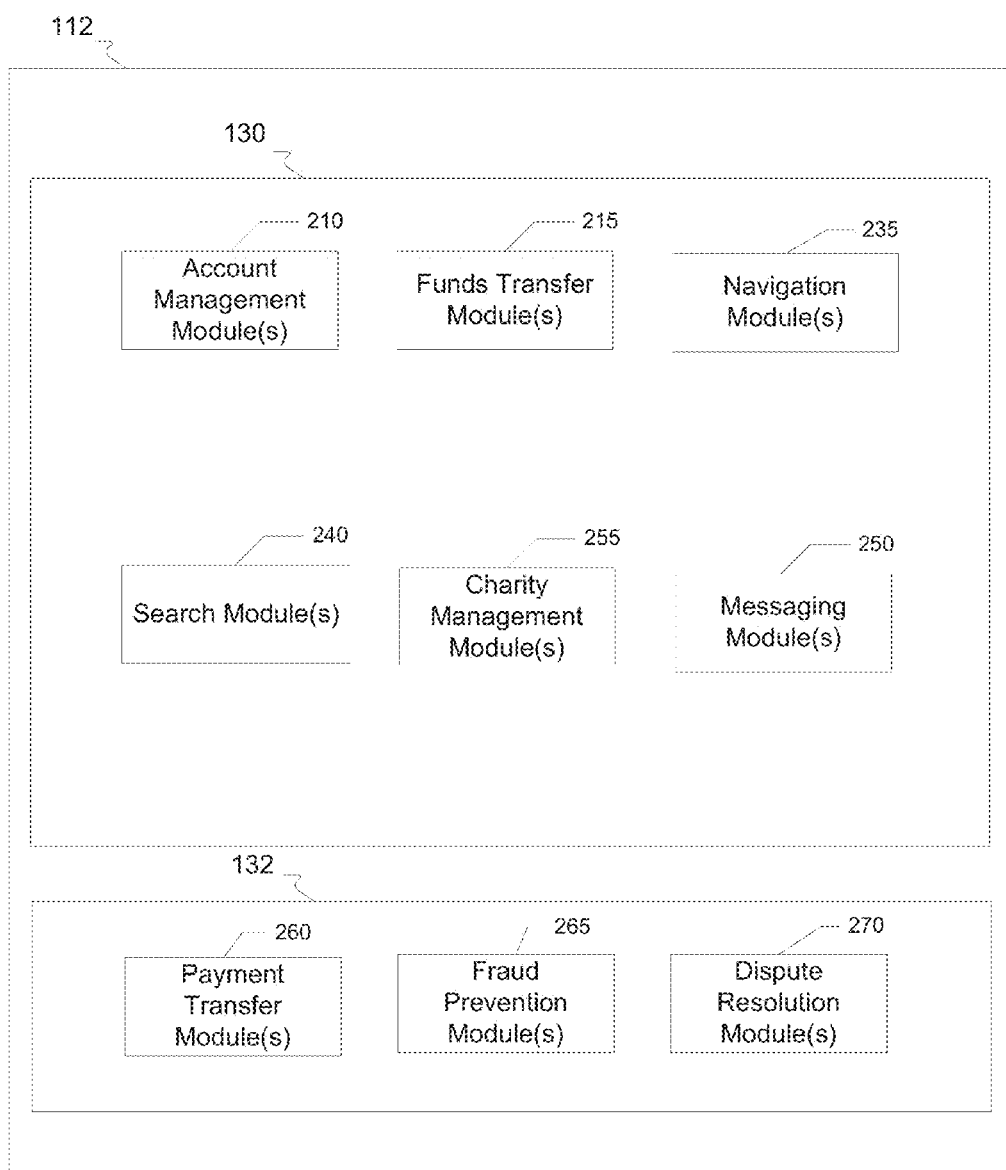 112
130
210
215
235
Account
Management
Module(s)
Funds Transfer
Module(s)
Navigation
Module(s)
240
255
250
Search Module(s)
Charity
Management
Module(s)
Messaging
Module(s)
132
260
265
270
Payment
Transfer
Module(s)
Fraud
Prevention
Module(s)
Dispute
Resolution
Module(s)